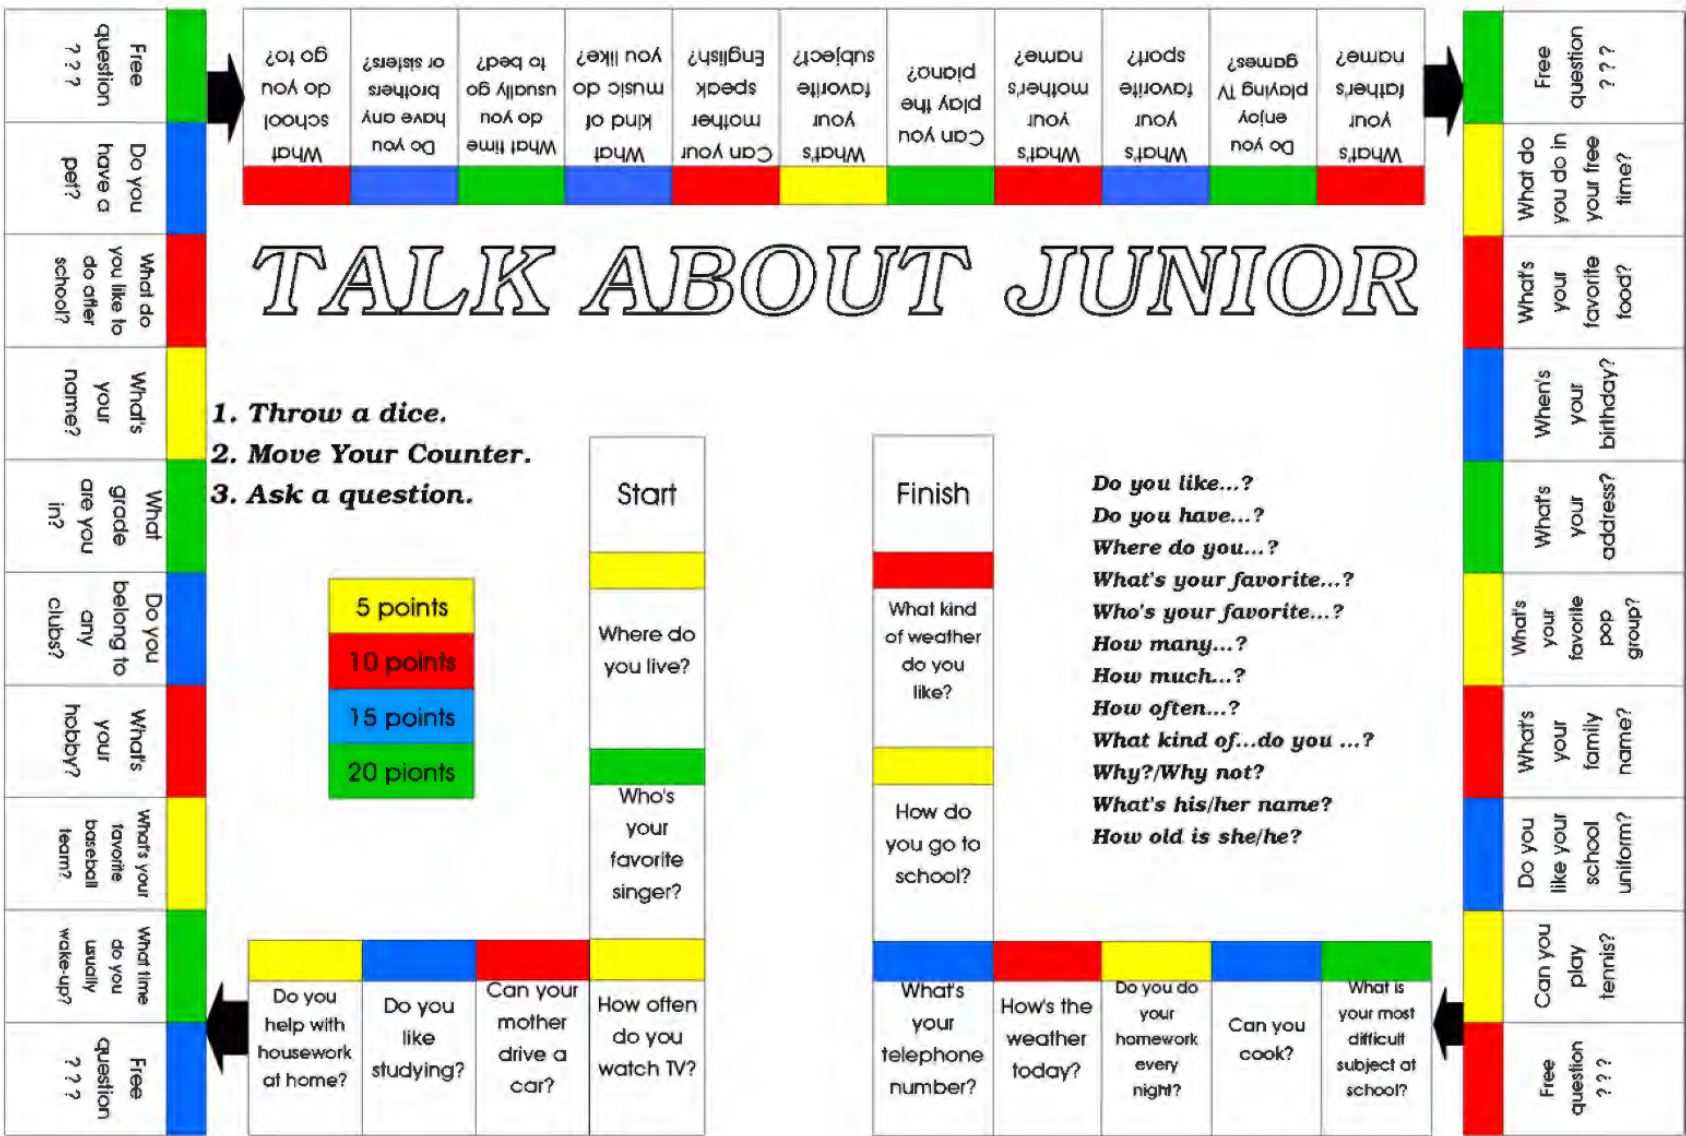 TALK ABOUT JUNIOR
1. Throw a dice.
2. Move Your Counter.
3. Ask a question.
5 points
10 points
15 points
20 pionts
Start
Where do
you live?
Who's
your
favorite
singer?
How often
do you
watch TV?
Can your
mother
drive a
car?
Do you
like
studying?
Do you
help with
housework
at home?
Free
question
? ? ?
What time
do you
usually
wake-up?
What's your
favorite
baseball
team?
What's
your
hobby?
Do you
belong to
any
clubs?
What
grade
are you
in?
What's
your
name?
What do
you like to
do after
school?
Do you
have a
pet?
Free
question
? ? ?
What
school
do you
go to?
Do you
have any
brothers
or sisters?
What time
do you
usually go
to bed?
What
kind of
music do
you like?
Can your
mother
speak
English?
What's
your
favorite
subject?
Can you
play the
piano?
What's
your
mother's
name?
What's
your
favorite
sport?
Do you
enjoy
playing TV
games?
What's
your
father's
name?
Free
question
? ? ?
What do
you do in
your free
time?
What's
your
favorite
food?
When's
your
birthday?
What's
your
address?
What's
your
favorite
pop
group?
What's
your
family
name?
Do you
like your
school
uniform?
Can you
play
tennis?
Free
question
? ? ?
What is
your most
difficult
subject at
school?
Can you
cook?
Do you do
your
homework
every
night?
How's the
weather
today?
What's
your
telephone
number?
How do
you go to
school?
What kind
of weather
do you
like?
Finish
Do you like...?
Do you have...?
Where do you...?
What's your favorite...?
Who's your favorite...?
How many...?
How much...?
How often...?
What kind of...do you ...?
Why?/Why not?
What's his/her name?
How old is she/he?